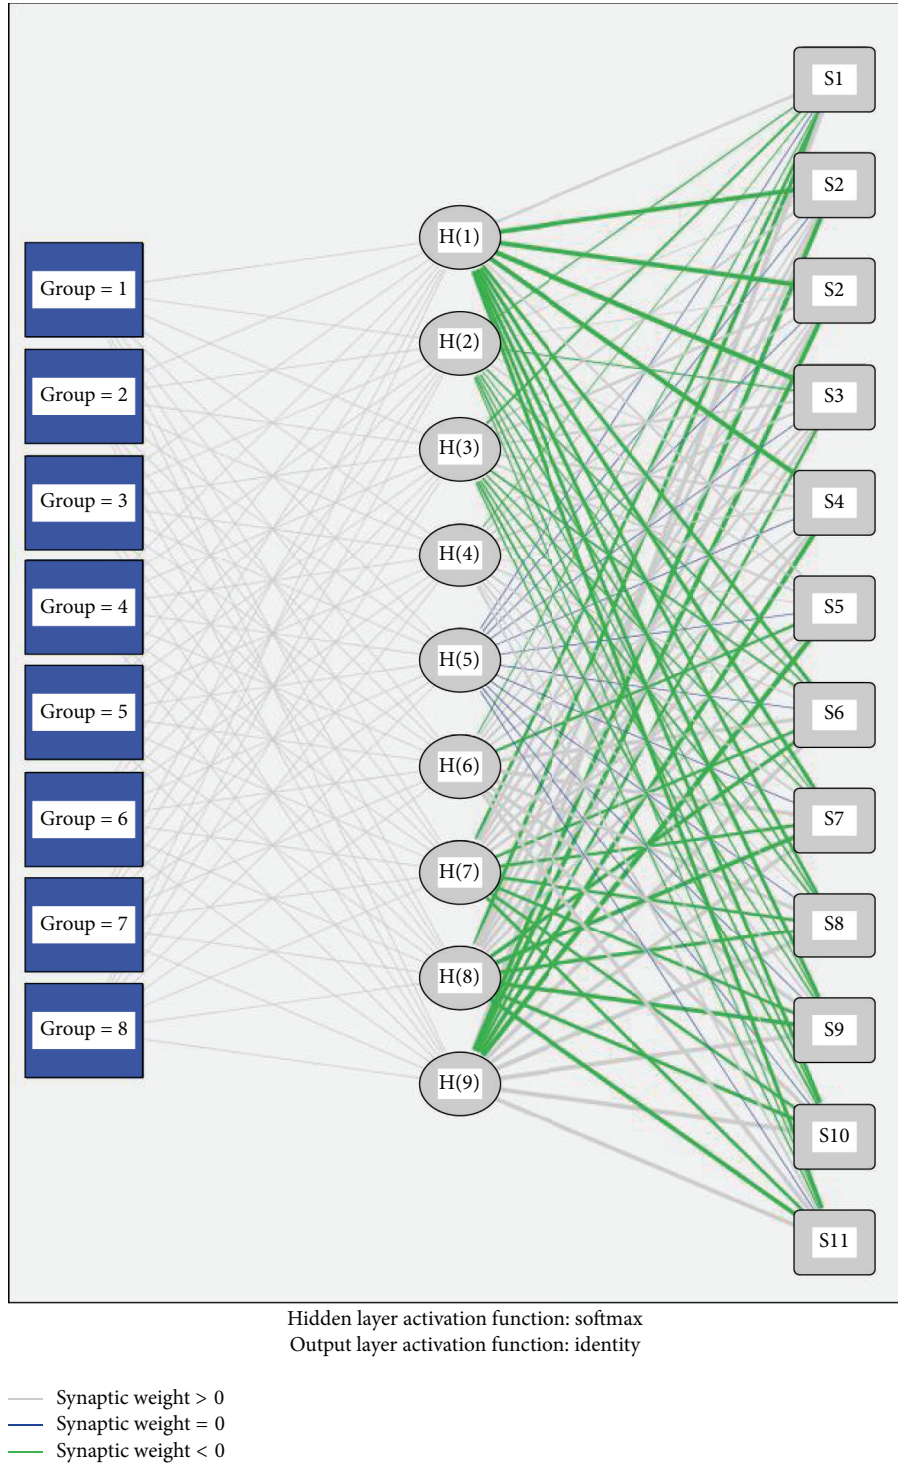 Group = 1
Group = 2
Group = 3
Group = 4
Group = 5
Group = 6
Group = 7
Group = 8
H(1)
H(2)
H(3)
H(4)
H(5)
H(6)
H(7)
H(8)
H(9)
S1
S2
S2
S3
S4
S5
S6
S7
S8
S9
S10
S11
Hidden layer activation function: softmax
Output layer activation function: identity
Synaptic weight > 0
Synaptic weight = 0
Synaptic weight < 0